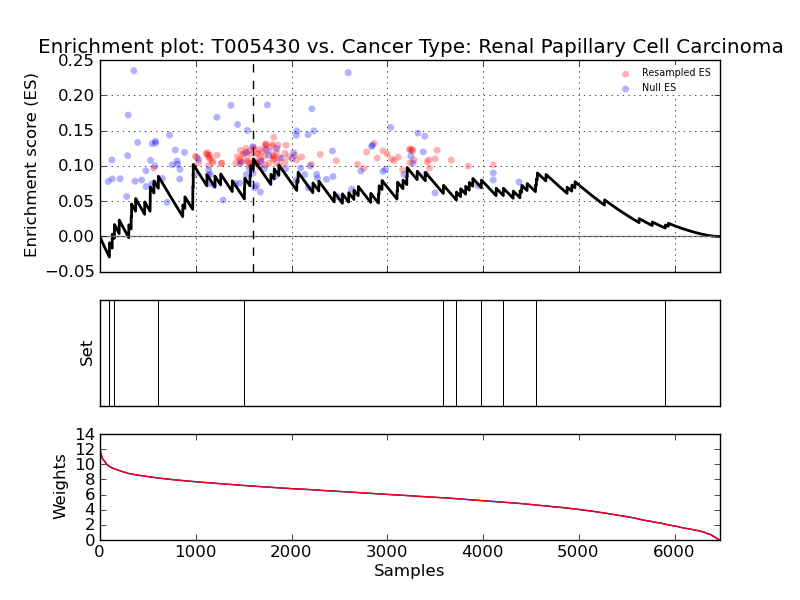 Enrichment plot: T005430 vs. Cancer Type: Renal Papillary Cell Carcinoma
Enrichment score (ES)
0.25
0.20
0.15
0.10
0.05
0.00
−0.05
Resampled ES
Null ES
Set
Weights
14
12
10
8
6
4
2
0
0 1000 2000 3000 4000 5000 6000
Samples